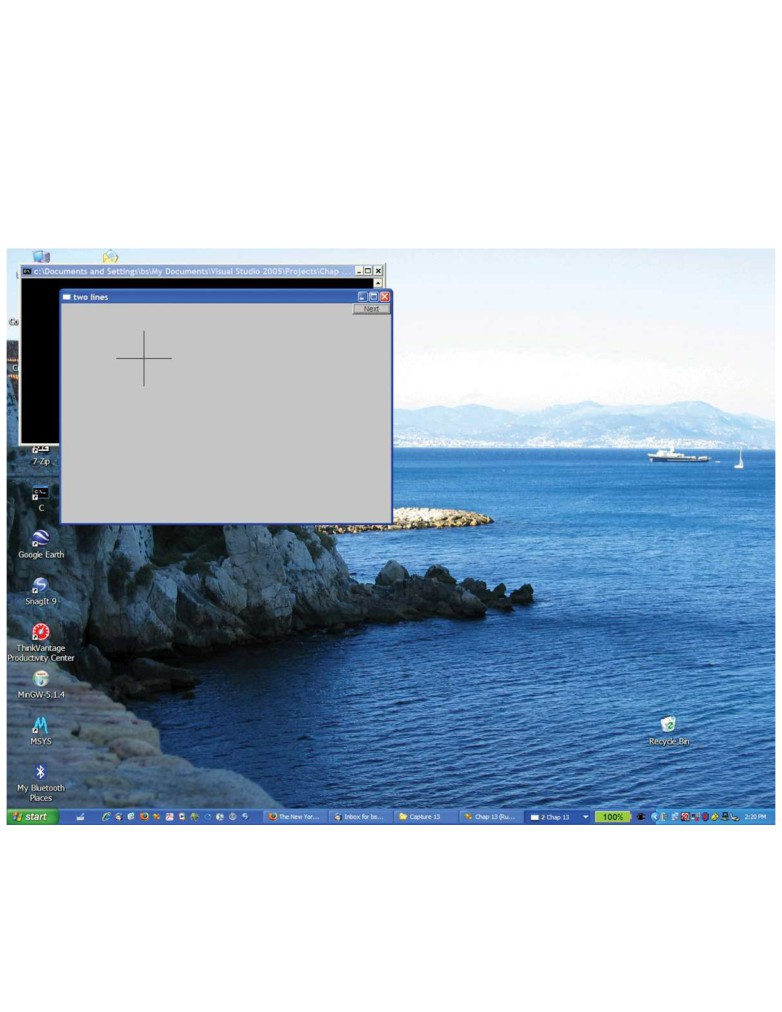 c:\Documents and Settings\bs\My Documents\Visual Studio 2005\Projects\Chap ...
two lines
Next
7-Zip
C
Google Earth
SnagIt 9
ThinkVantage
Productivity Center
MinGW-5.1.4
MSYS
My Bluetooth
Places
Recycle Bin
start
The New Yor...
Inbox for bs...
Capture 13
Chap 13 (Ru...
2 Chap 13
100%
2:20 PM